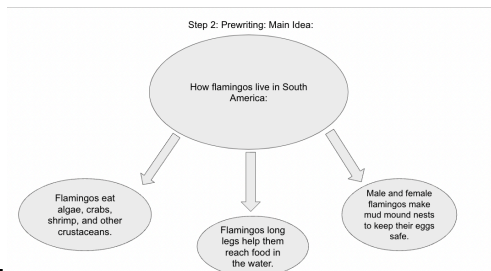 Step 2: Prewriting: Main Idea:
How flamingos live in South
America:
Flamingos eat
algae, crabs,
shrimp, and other
crustaceans.
Flamingos long
legs help them
reach food in
the water.
Male and female
flamingos make
mud mound nests
to keep their eggs
safe.